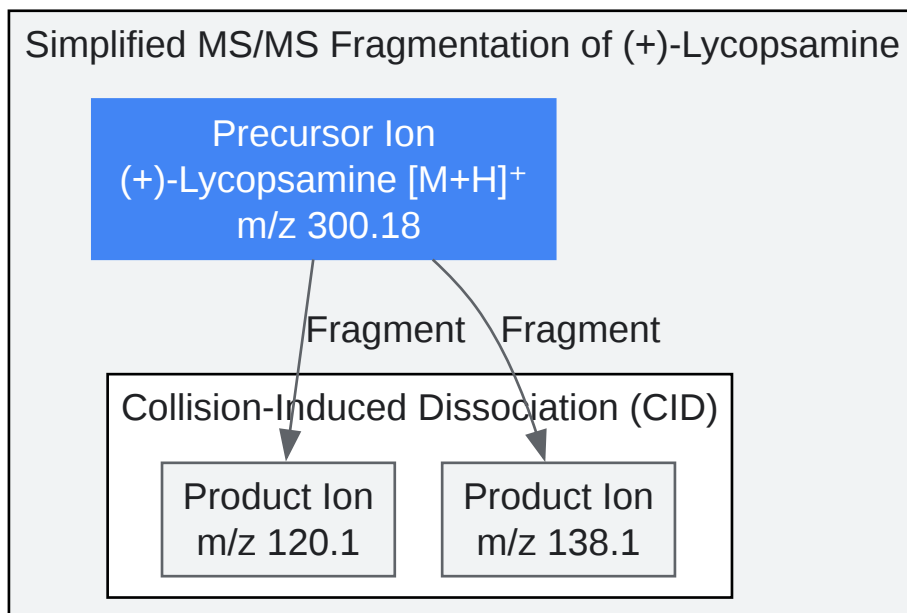 Simplified MS/MS Fragmentation of (+)-Lycopsamine
Precursor Ion
(+)-Lycopsamine [M+H]⁺
m/z 300.18
Fragment
Fragment
Collision-Induced Dissociation (CID)
Product Ion
m/z 120.1
Product Ion
m/z 138.1